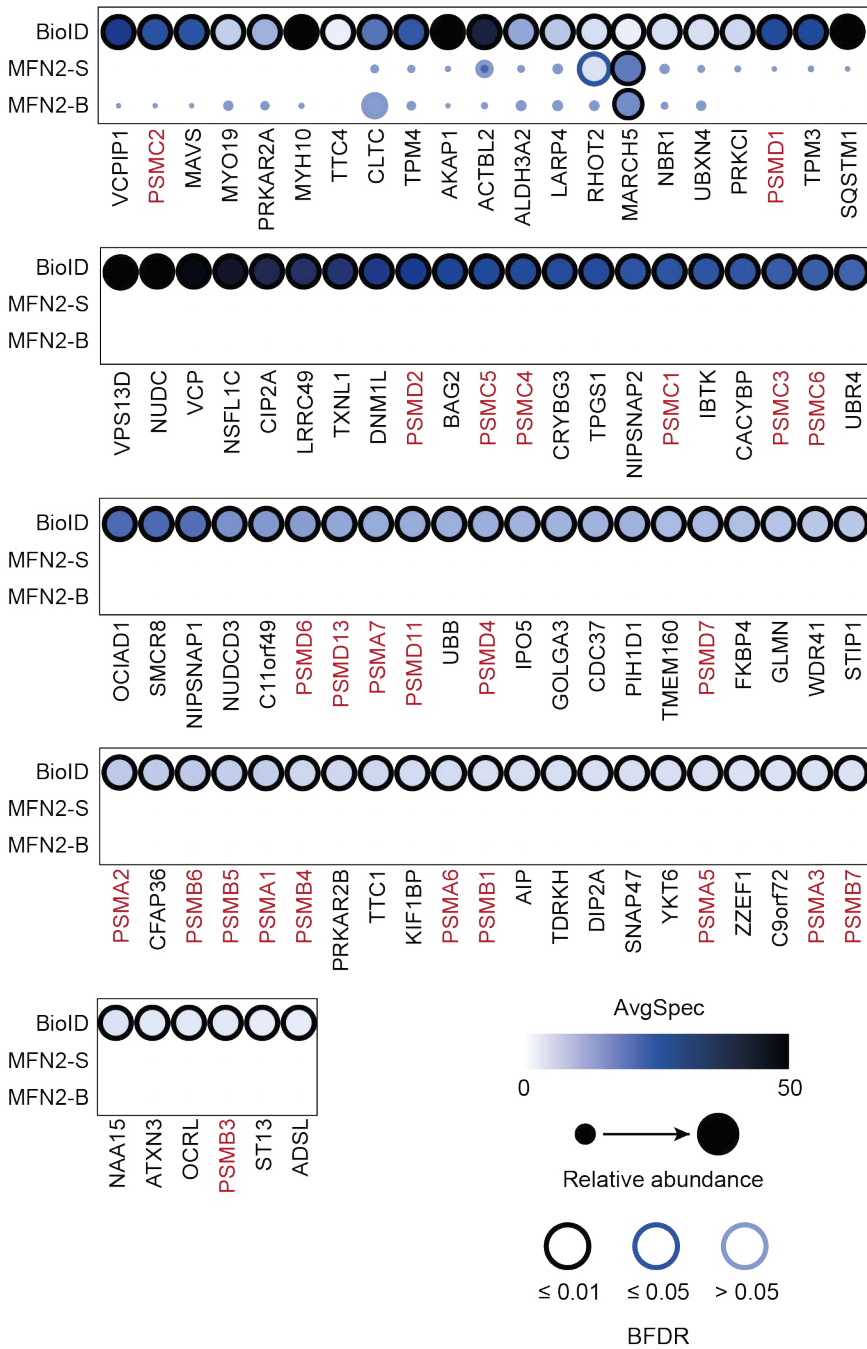 BioID
MFN2-S
MFN2-B
VCPIP1 PSMC2 MAVS MYO19 PRKAR2A MYH10 TTC4 CLTC TPM4 AKAP1 ACTBL2 ALDH3A2 LARP4 RHOT2 MARCH5 NBR1 UBXN4 PRKCI PSMD1 TPM3 SQSTM1
BioID
MFN2-S
MFN2-B
VPS13D NUDC VCP NSFL1C CIP2A LRRC49 TXNL1 DNM1L PSMD2 BAG2 PSMC5 PSMC4 CRYBG3 TPGS1 NIPSNAP2 PSMC1 IBTK CACYBP PSMC3 PSMC6 UBR4
BioID
MFN2-S
MFN2-B
OCIAD1 SMCR8 NIPSNAP1 NUDCD3 C11orf49 PSMD6 PSMD13 PSMA7 PSMD11 UBB PSMD4 IPO5 GOLGA3 CDC37 PIH1D1 TMEM160 PSMD7 FKBP4 GLMN WDR41 STIP1
BioID
MFN2-S
MFN2-B
PSMA2 CFAP36 PSMB6 PSMB5 PSMA1 PSMB4 PRKAR2B TTC1 KIF1BP PSMA6 PSMB1 AIP TDRKH DIP2A SNAP47 YKT6 PSMA5 ZZEF1 C9orf72 PSMA3 PSMB7
BioID
MFN2-S
MFN2-B
NAA15 ATXN3 OCRL PSMB3 ST13 ADSL
AvgSpec
0 50
Relative abundance
≤ 0.01 ≤ 0.05 > 0.05
BFDR